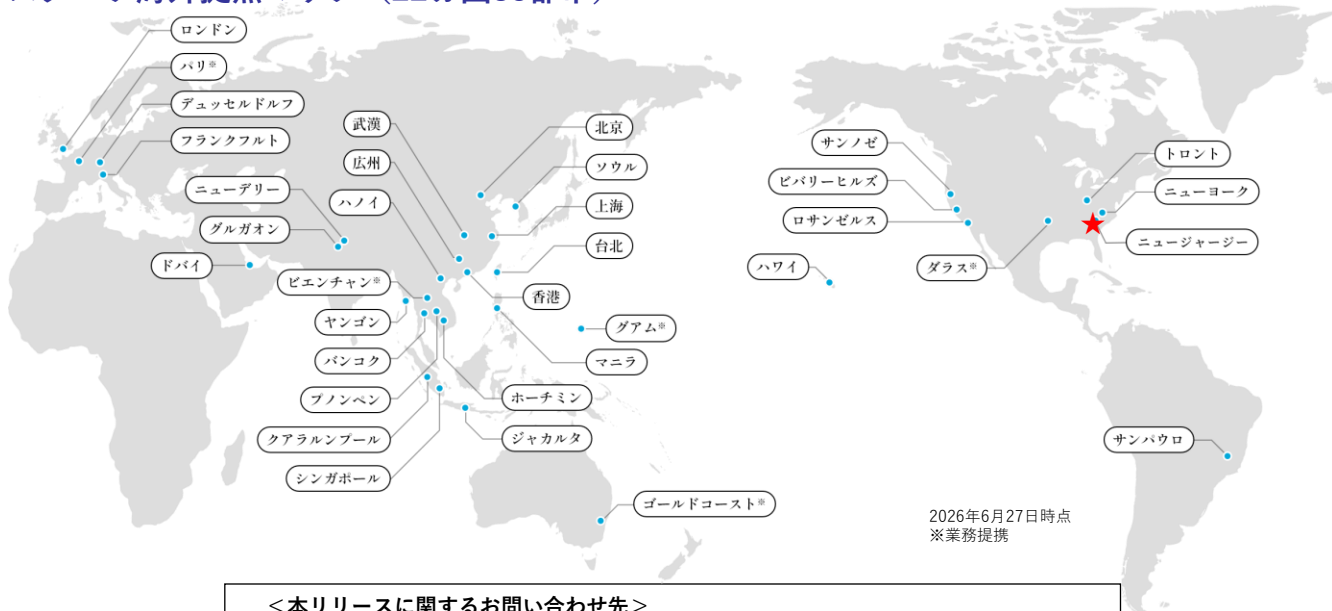 ロンドン
パリ※
デュッセルドルフ
フランクフルト
ニューデリー
グルガオン
ドバイ
武漢
広州
ハノイ
ビエンチャン※
ヤンゴン
バンコク
プノンペン
クアラルンプール
シンガポール
北京
ソウル
上海
台北
香港
グアム※
マニラ
ホーチミン
ジャカルタ
ゴールドコースト※
サンノゼ
ビバリーヒルズ
ロサンゼルス
ハワイ
ダラス※
トロント
ニューヨーク
ニュージャージー
サンパウロ
2026年6月27日時点
※業務提携
＜本リリースに関するお問い合わせ先＞